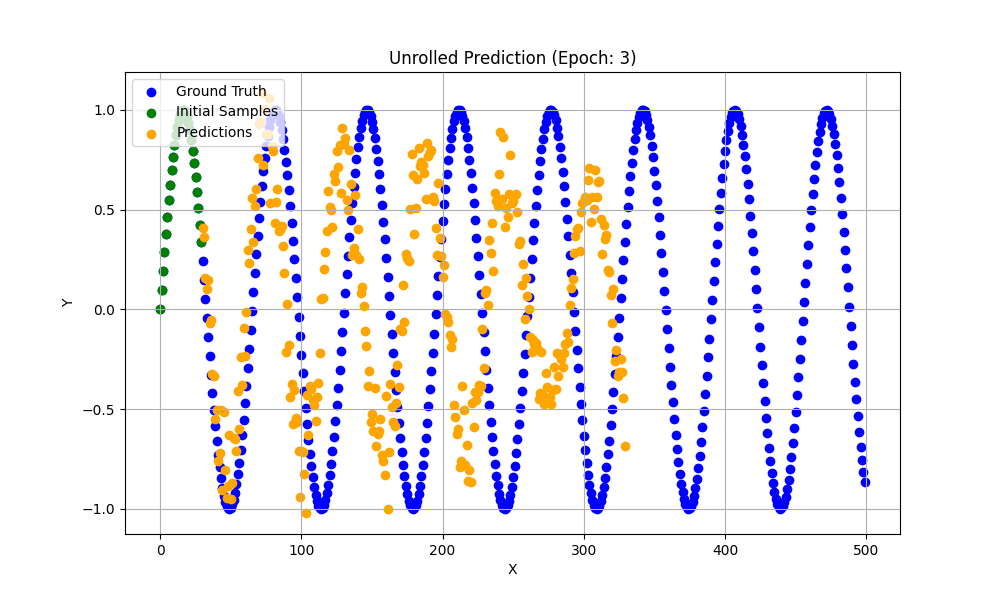 Unrolled Prediction (Epoch: 3)
Ground Truth
Initial Samples
Predictions
1.0
0.5
0.0
−0.5
−1.0
Y
0
100
200
300
400
500
X